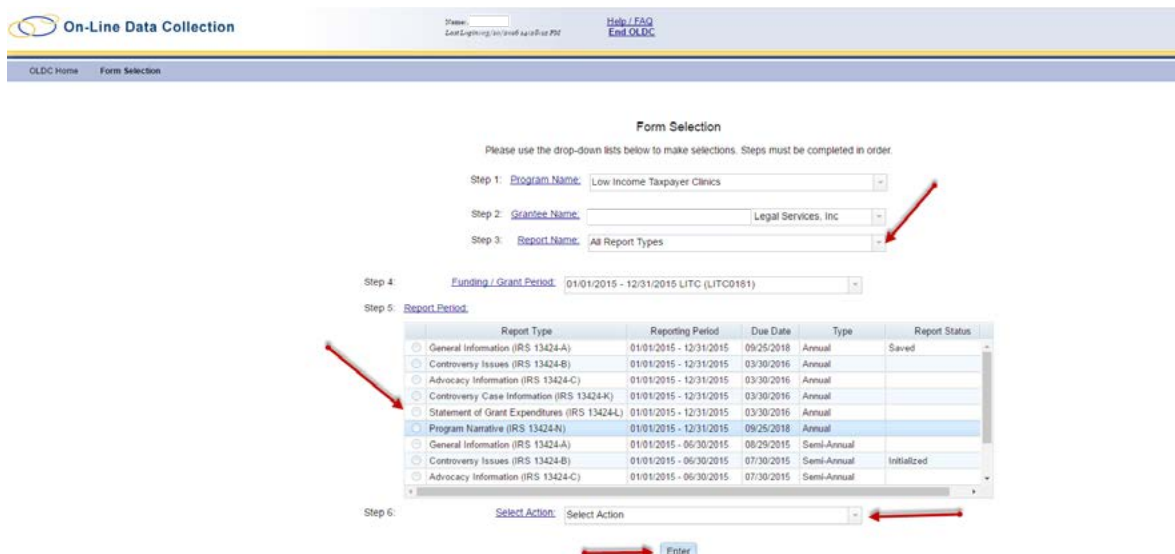 On-Line Data Collection
Name:
Help / FAQ
End OLDC
OLDC Home Form Selection
Form Selection
Please use the drop-down lists below to make selections. Steps must be completed in order.
Step 1: Program Name: Low Income Taxpayer Clinics
Step 2: Grantee Name: Legal Services, Inc
Step 3: Report Name: All Report Types
Step 4: Funding / Grant Period: 01/01/2015 - 12/31/2015 LITC (LITC0181)
Step 5: Report Period:
Report Type Reporting Period Due Date Type Report Status
General Information (IRS 13424-A) 01/01/2015 - 12/31/2015 09/25/2018 Annual Saved
Controversy Issues (IRS 13424-B) 01/01/2015 - 12/31/2015 03/30/2016 Annual
Advocacy Information (IRS 13424-C) 01/01/2015 - 12/31/2015 03/30/2016 Annual
Controversy Case Information (IRS 13424-K) 01/01/2015 - 12/31/2015 03/30/2016 Annual
Statement of Grant Expenditures (IRS 13424-L) 01/01/2015 - 12/31/2015 03/30/2016 Annual
Program Narrative (IRS 13424-N) 01/01/2015 - 12/31/2015 09/25/2018 Annual
General Information (IRS 13424-A) 01/01/2015 - 06/30/2015 08/29/2015 Semi-Annual
Controversy Issues (IRS 13424-B) 01/01/2015 - 06/30/2015 07/30/2015 Semi-Annual Initialized
Advocacy Information (IRS 13424-C) 01/01/2015 - 06/30/2015 07/30/2015 Semi-Annual
Step 6: Select Action: Select Action
Enter